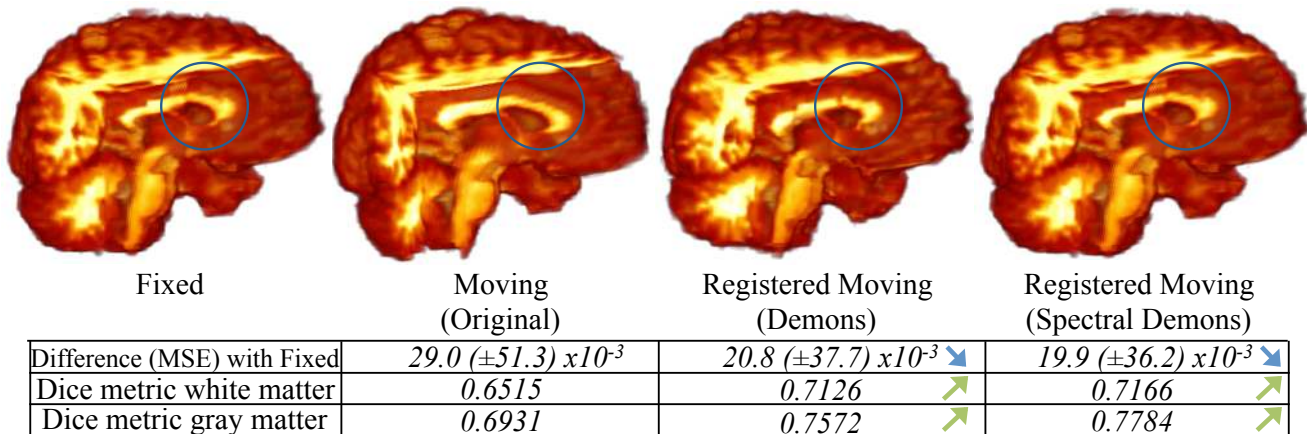 Fixed
Moving
(Original)
Registered Moving
(Demons)
Registered Moving
(Spectral Demons)
Difference (MSE) with Fixed 29.0 (±51.3) x10⁻³ 20.8 (±37.7) x10⁻³ 19.9 (±36.2) x10⁻³
Dice metric white matter 0.6515 0.7126 0.7166
Dice metric gray matter 0.6931 0.7572 0.7784